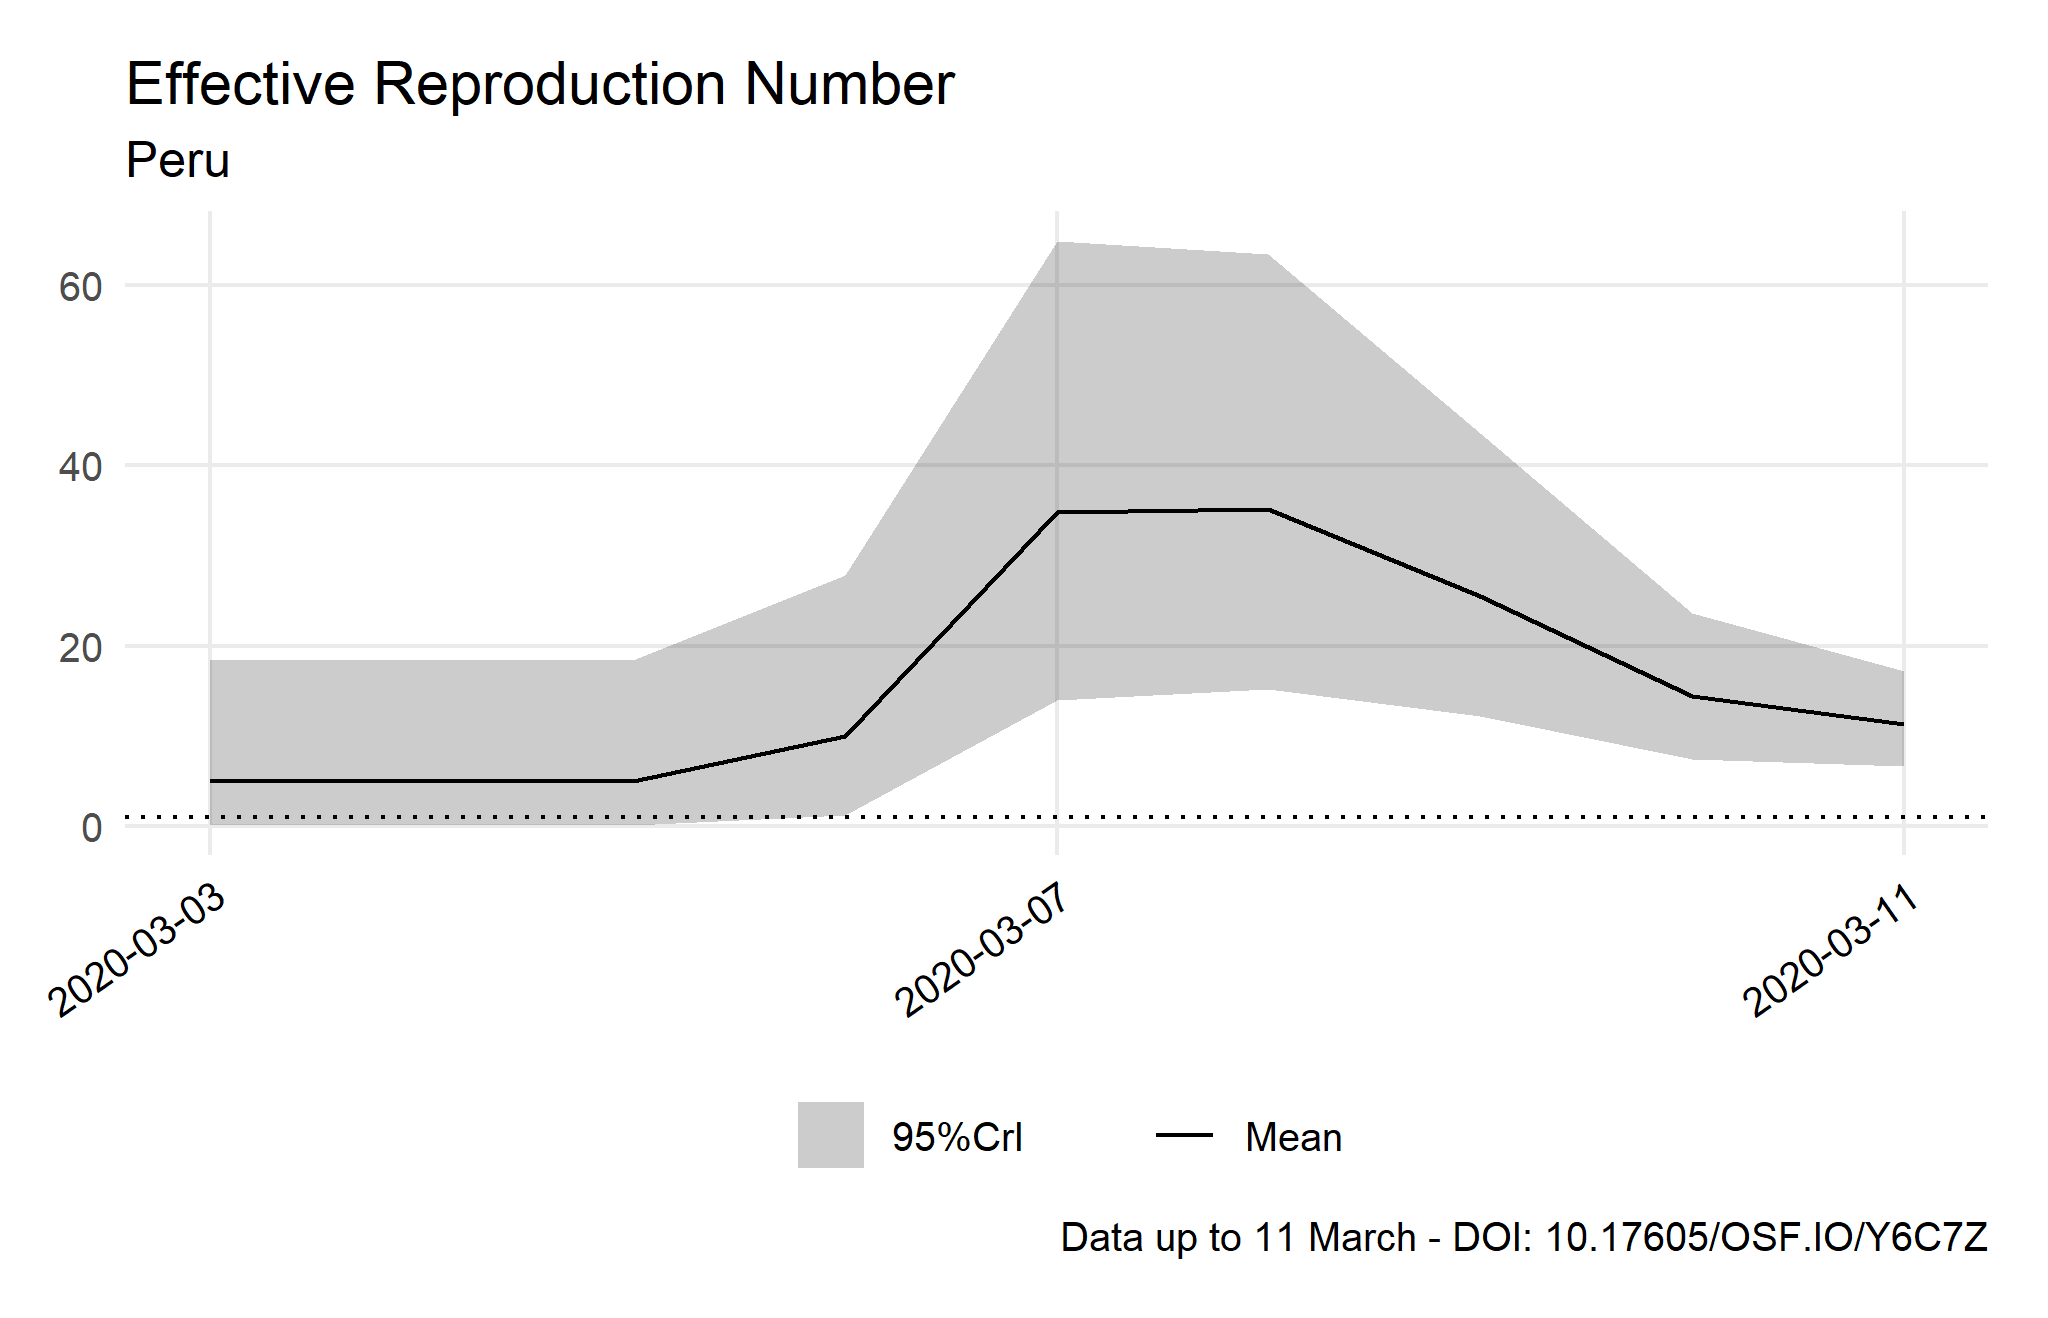 Effective Reproduction Number
Peru
60
40
20
0
2020-03-03
2020-03-07
2020-03-11
95%CrI
Mean
Data up to 11 March - DOI: 10.17605/OSF.IO/Y6C7Z